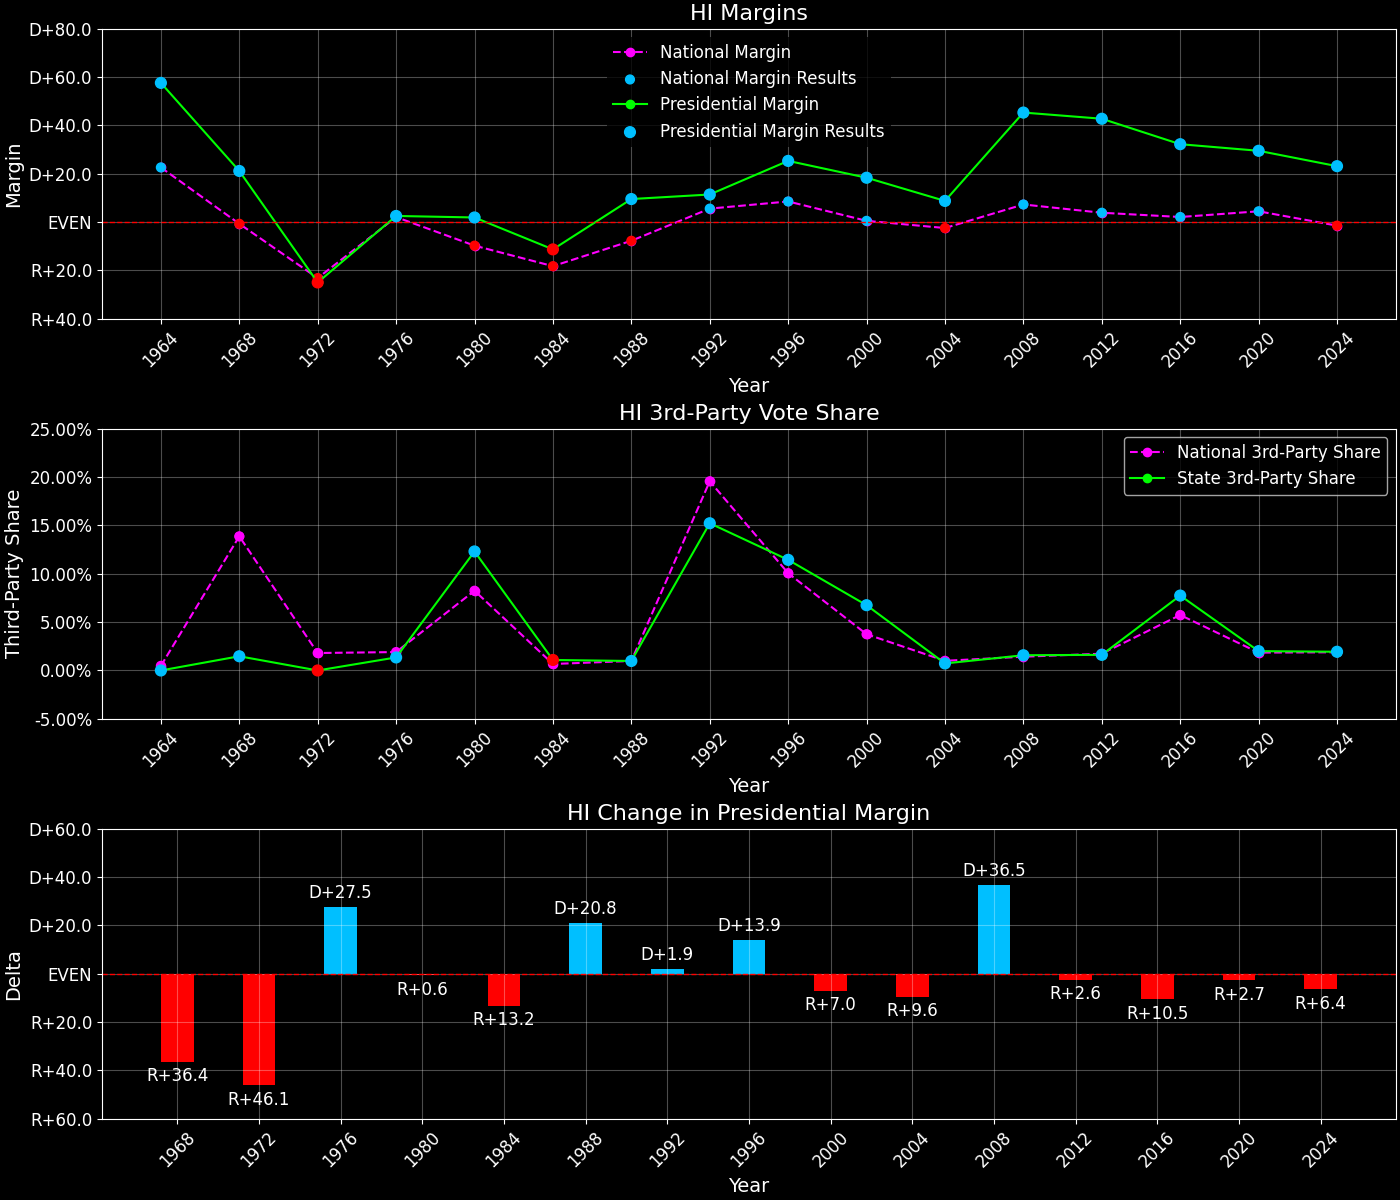 HI Margins
D+80.0
D+60.0
D+40.0
D+20.0
EVEN
R+20.0
R+40.0
Margin
National Margin
National Margin Results
Presidential Margin
Presidential Margin Results
1964 1968 1972 1976 1980 1984 1988 1992 1996 2000 2004 2008 2012 2016 2020 2024
Year
HI 3rd-Party Vote Share
25.00%
20.00%
15.00%
10.00%
5.00%
0.00%
-5.00%
Third-Party Share
National 3rd-Party Share
State 3rd-Party Share
1964 1968 1972 1976 1980 1984 1988 1992 1996 2000 2004 2008 2012 2016 2020 2024
Year
HI Change in Presidential Margin
D+60.0
D+40.0
D+20.0
EVEN
R+20.0
R+40.0
R+60.0
Delta
R+36.4
R+46.1
D+27.5
R+0.6
R+13.2
D+20.8
D+1.9
D+13.9
R+7.0
R+9.6
D+36.5
R+2.6
R+10.5
R+2.7
R+6.4
1968 1972 1976 1980 1984 1988 1992 1996 2000 2004 2008 2012 2016 2020 2024
Year